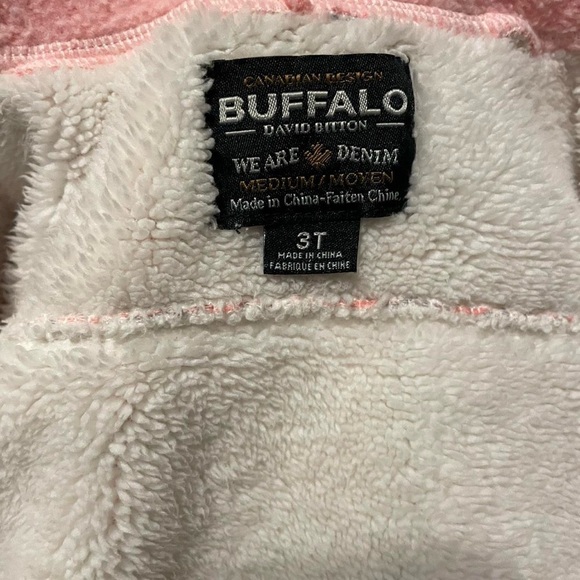 CANADIAN DESIGN
BUFFALO
DAVID BITTON
WE ARE DENIM
MEDIUM / MOYEN
Made in China-Faiten Chine
3T
MADE IN CHINA
FABRIQUÉ EN CHINE